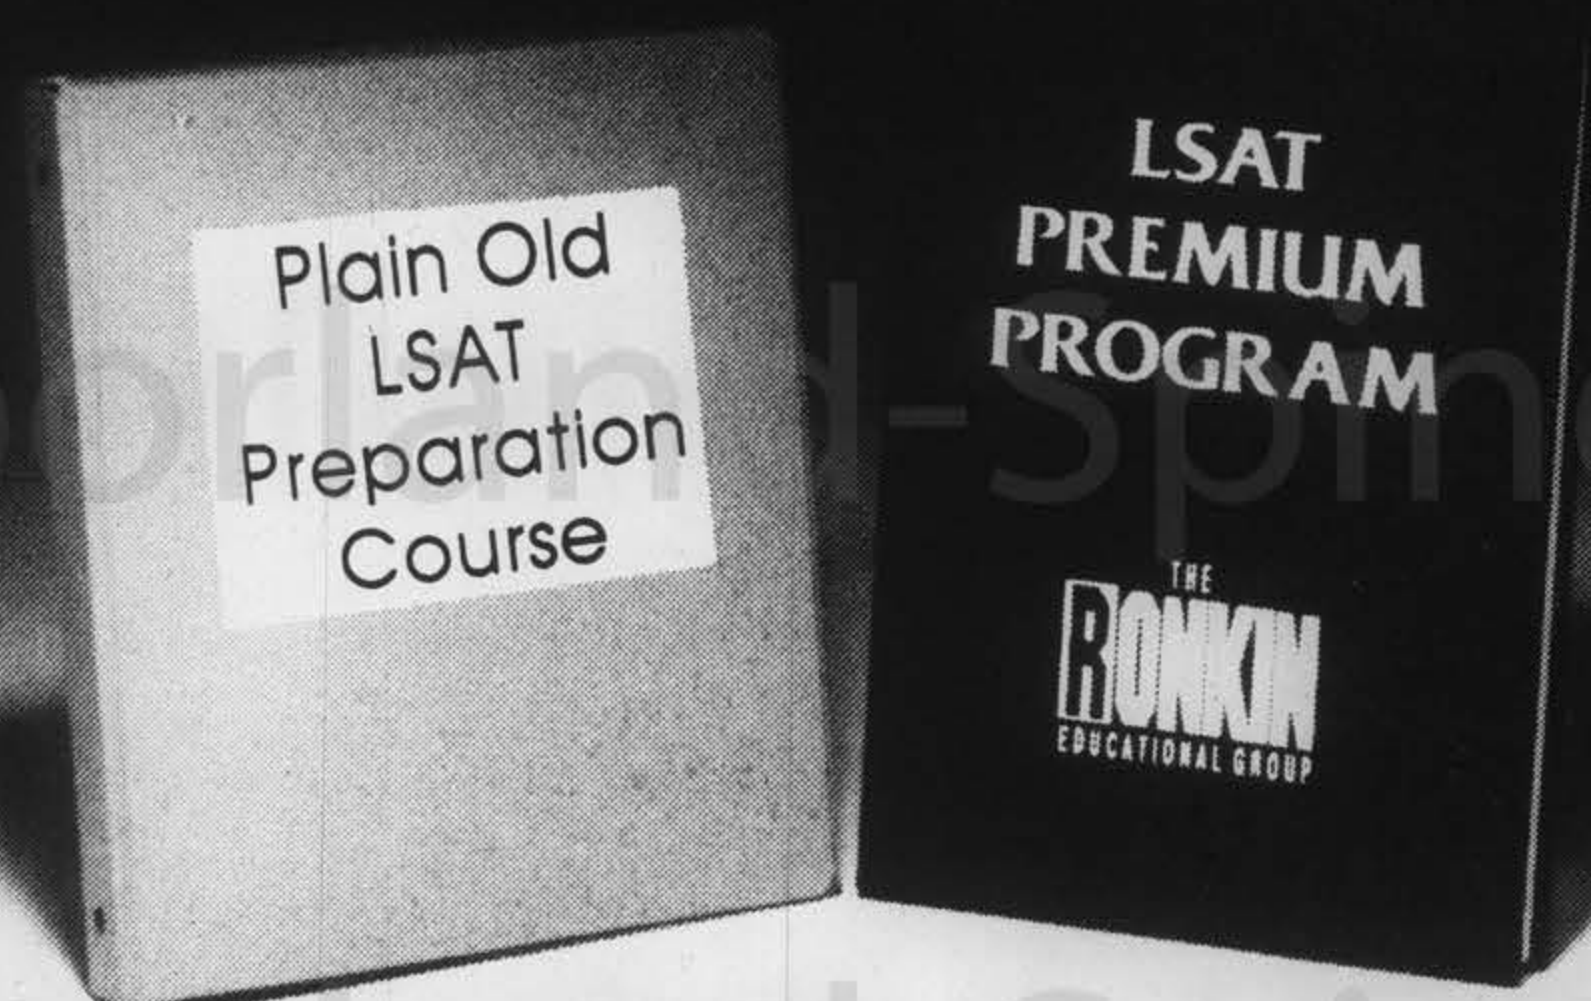 Plain Old
LSAT
Preparation
Course
LSAT
PREMIUM
PROGRAM
THE
RONKIN
EDUCATIONAL GROUP